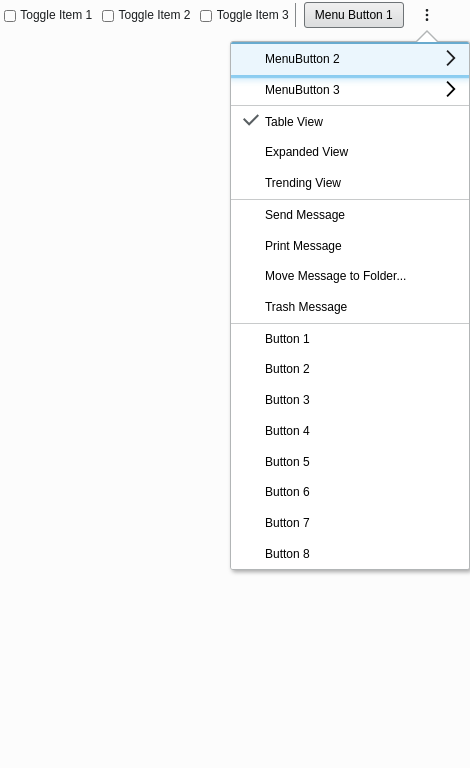 Toggle Item 1 Toggle Item 2 Toggle Item 3 Menu Button 1
MenuButton 2
MenuButton 3
Table View
Expanded View
Trending View
Send Message
Print Message
Move Message to Folder...
Trash Message
Button 1
Button 2
Button 3
Button 4
Button 5
Button 6
Button 7
Button 8